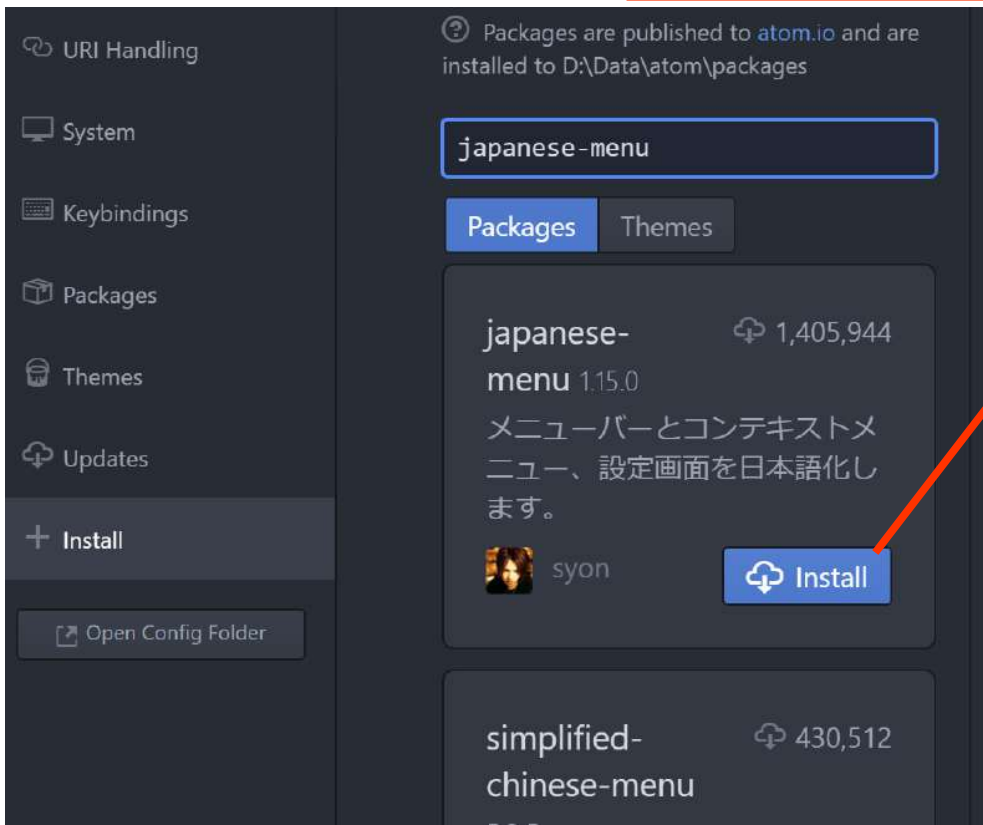 URI Handling
System
Keybindings
Packages
Themes
Updates
Install
Open Config Folder
Packages are published to atom.io and are
installed to D:\Data\atom\packages
japanese-menu
Packages Themes
japanese- 1,405,944
menu 1.15.0
メニューバーとコンテキストメ
ニュー、設定画面を日本語化し
ます。
syon Install
simplified- 430,512
chinese-menu